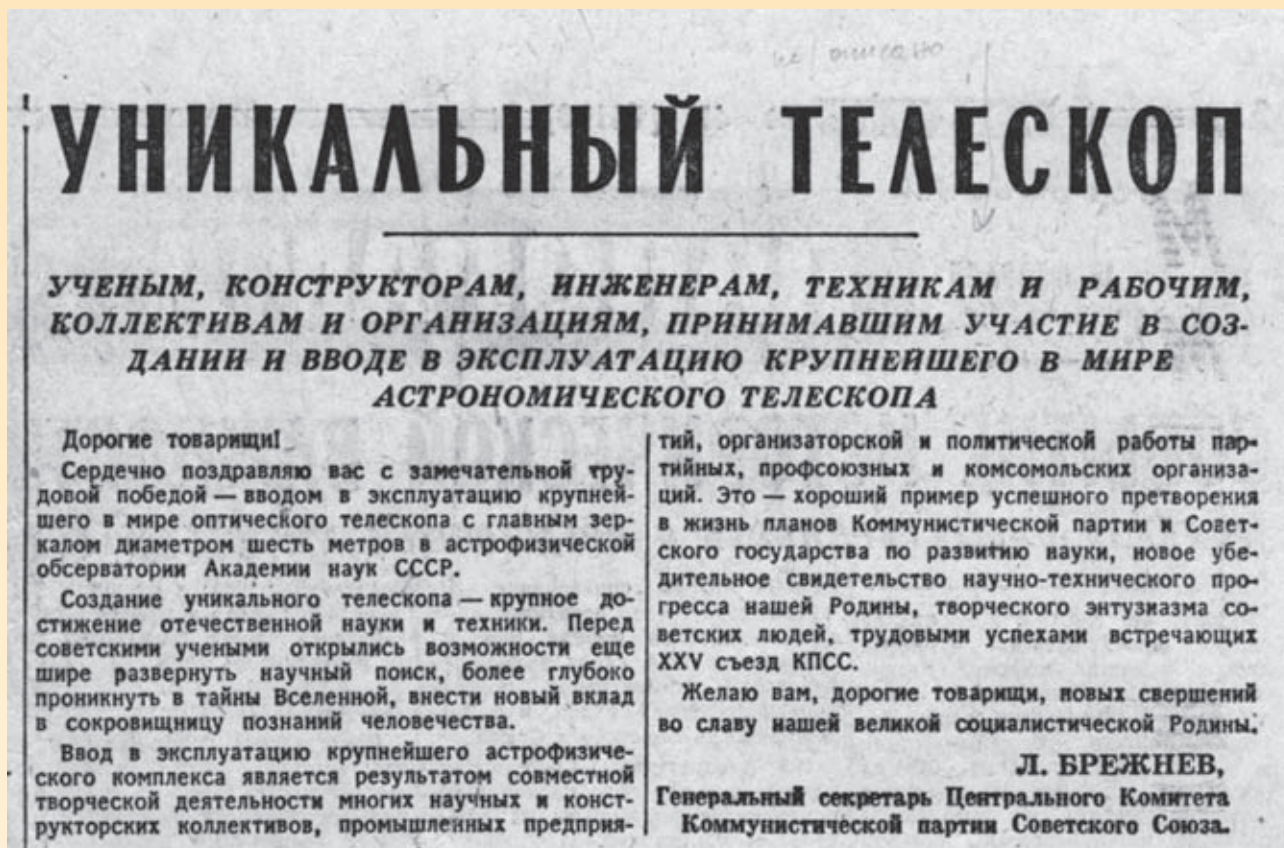 не описано
УНИКАЛЬНЫЙ ТЕЛЕСКОП
УЧЕНЫМ, КОНСТРУКТОРАМ, ИНЖЕНЕРАМ, ТЕХНИКАМ И РАБОЧИМ,
КОЛЛЕКТИВАМ И ОРГАНИЗАЦИЯМ, ПРИНИМАВШИМ УЧАСТИЕ В СОЗ-
ДАНИИ И ВВОДЕ В ЭКСПЛУАТАЦИЮ КРУПНЕЙШЕГО В МИРЕ
АСТРОНОМИЧЕСКОГО ТЕЛЕСКОПА
Дорогие товарищи!
Сердечно поздравляю вас с замечательной тру-
довой победой — вводом в эксплуатацию крупней-
шего в мире оптического телескопа с главным зер-
калом диаметром шесть метров в астрофизической
обсерватории Академии наук СССР.
Создание уникального телескопа — крупное до-
стижение отечественной науки и техники. Перед
советскими учеными открылись возможности еще
шире развернуть научный поиск, более глубоко
проникнуть в тайны Вселенной, внести новый вклад
в сокровищницу познаний человечества.
Ввод в эксплуатацию крупнейшего астрофизиче-
ского комплекса является результатом совместной
творческой деятельности многих научных и конст-
рукторских коллективов, промышленных предприя-
тий, организаторской и политической работы пар-
тийных, профсоюзных и комсомольских организа-
ций. Это — хороший пример успешного претворения
в жизнь планов Коммунистической партии и Совет-
ского государства по развитию науки, новое убе-
дительное свидетельство научно-технического про-
гресса нашей Родины, творческого энтузиазма со-
ветских людей, трудовыми успехами встречающих
XXV съезд КПСС.
Желаю вам, дорогие товарищи, новых свершений
во славу нашей великой социалистической Родины.
Л. БРЕЖНЕВ,
Генеральный секретарь Центрального Комитета
Коммунистической партии Советского Союза.